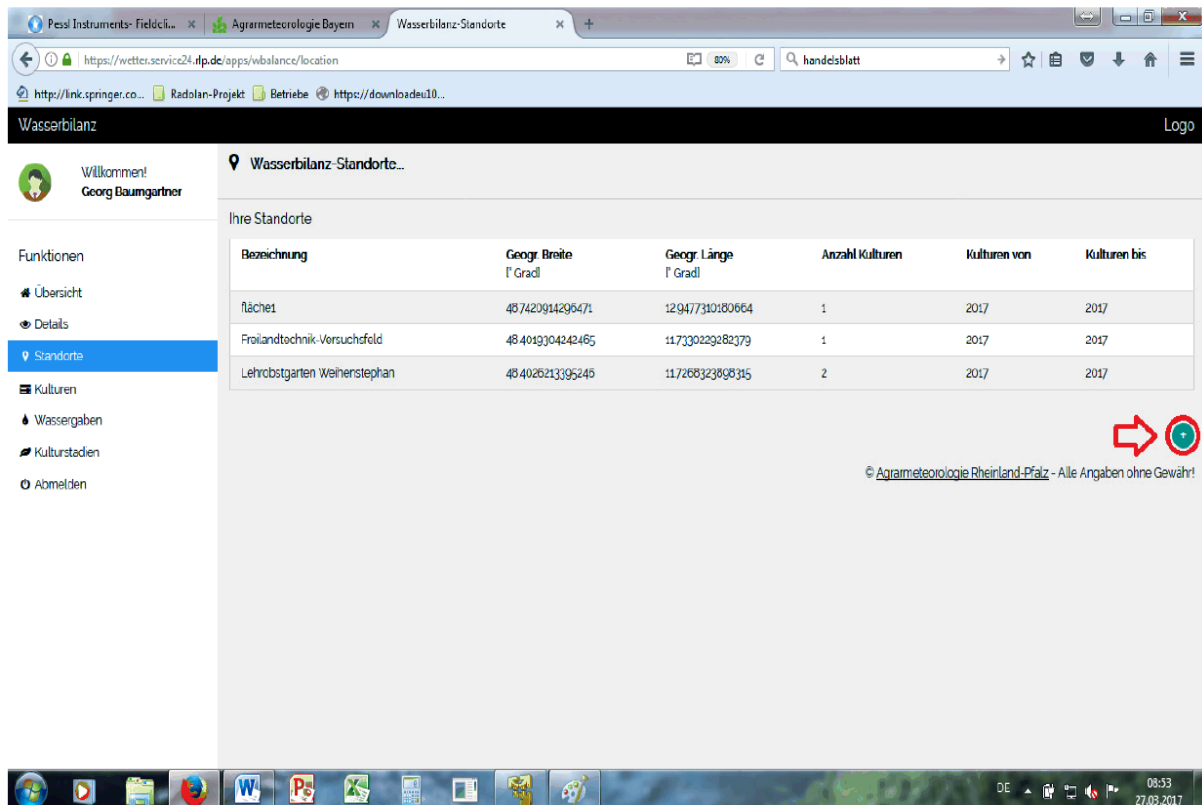 Pessl Instruments- Fieldcli...
Agrarmeteorologie Bayern
Wasserbilanz-Standorte
https://wetter.service24.rlp.de/apps/wbalance/location
80%
handelsblatt
http://link.springer.co...
Radolan-Projekt
Betriebe
https://downloadeu10...
Wasserbilanz
Logo
Willkommen!
Georg Baumgartner
Funktionen
Übersicht
Details
Standorte
Kulturen
Wassergaben
Kulturstadien
Abmelden
Wasserbilanz-Standorte...
Ihre Standorte
Bezeichnung Geogr. Breite [° Grad] Geogr. Länge [° Grad] Anzahl Kulturen Kulturen von Kulturen bis
fläche1 48.7420914296471 12.9477310180664 1 2017 2017
Freilandtechnik-Versuchsfeld 48.4019304242465 11.7330229282379 1 2017 2017
Lehrobstgarten Weihenstephan 48.4026213395246 11.7268323898315 2 2017 2017
+
© Agrarmeteorologie Rheinland-Pfalz - Alle Angaben ohne Gewähr!
DE
08:53
27.03.2017